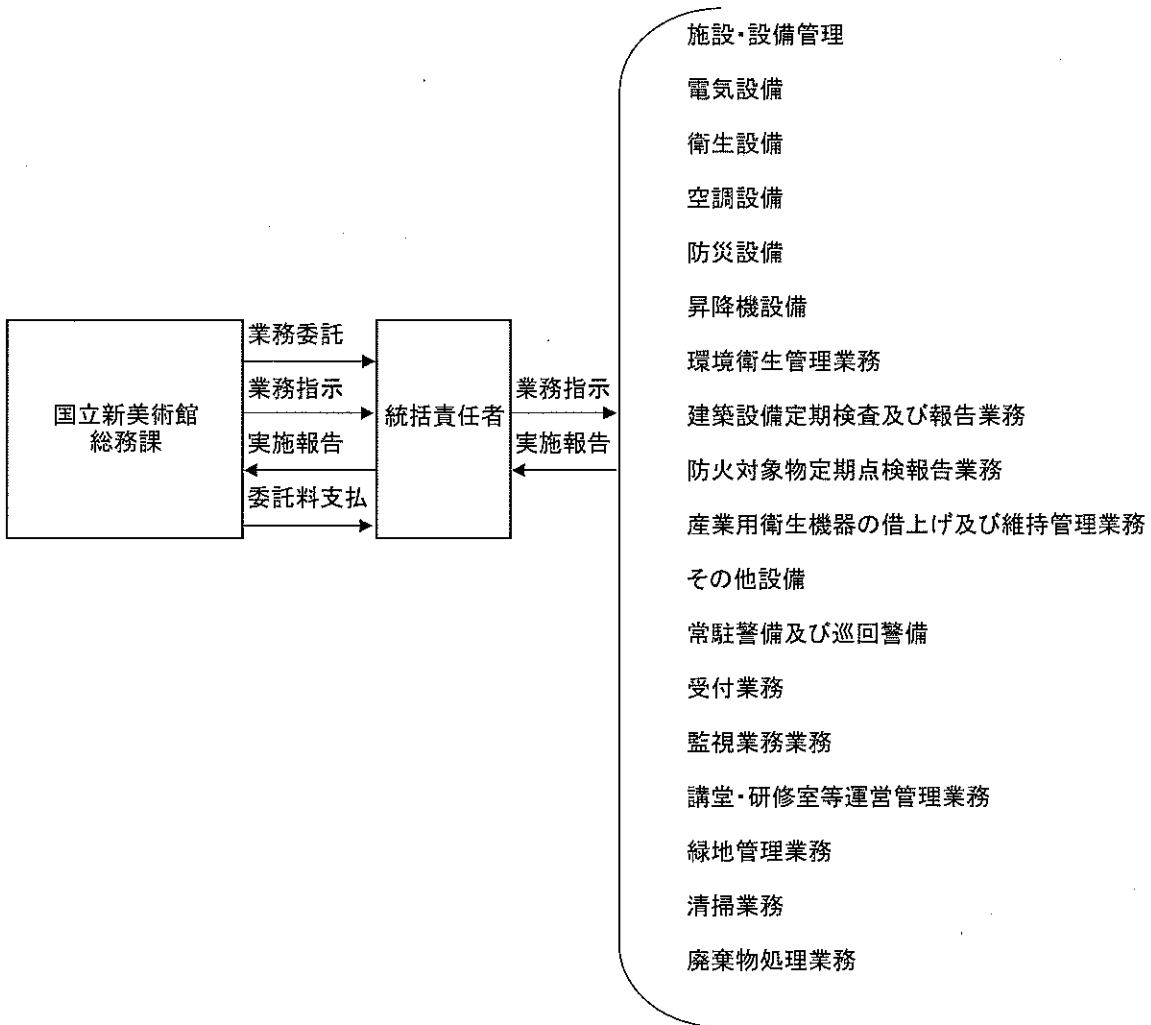 国立新美術館
総務課
業務委託
業務指示
実施報告
委託料支払
統括責任者
業務指示
実施報告
施設・設備管理
電気設備
衛生設備
空調設備
防災設備
昇降機設備
環境衛生管理業務
建築設備定期検査及び報告業務
防火対象物定期点検報告業務
産業用衛生機器の借上げ及び維持管理業務
その他設備
常駐警備及び巡回警備
受付業務
監視業務業務
講堂・研修室等運営管理業務
緑地管理業務
清掃業務
廃棄物処理業務